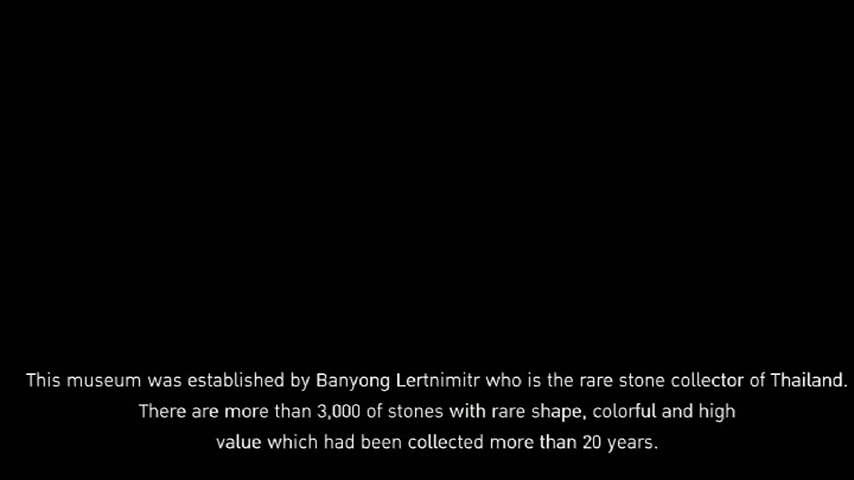 This museum was established by Banyong Lertnimitr who is the rare stone collector of Thailand.
There are more than 3,000 of stones with rare shape, colorful and high
value which had been collected more than 20 years.